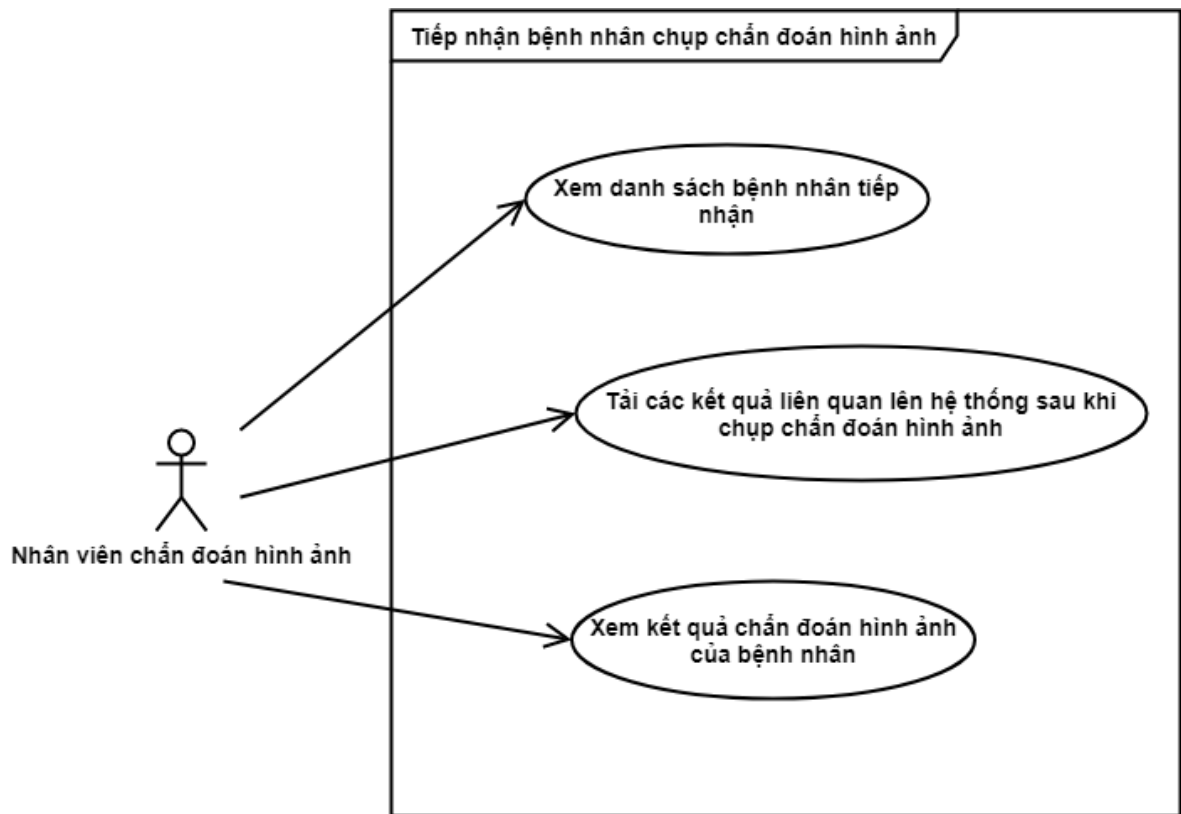 Tiếp nhận bệnh nhân chụp chẩn đoán hình ảnh
Xem danh sách bệnh nhân tiếp
nhận
Tải các kết quả liên quan lên hệ thống sau khi
chụp chẩn đoán hình ảnh
Nhân viên chẩn đoán hình ảnh
Xem kết quả chẩn đoán hình ảnh
của bệnh nhân